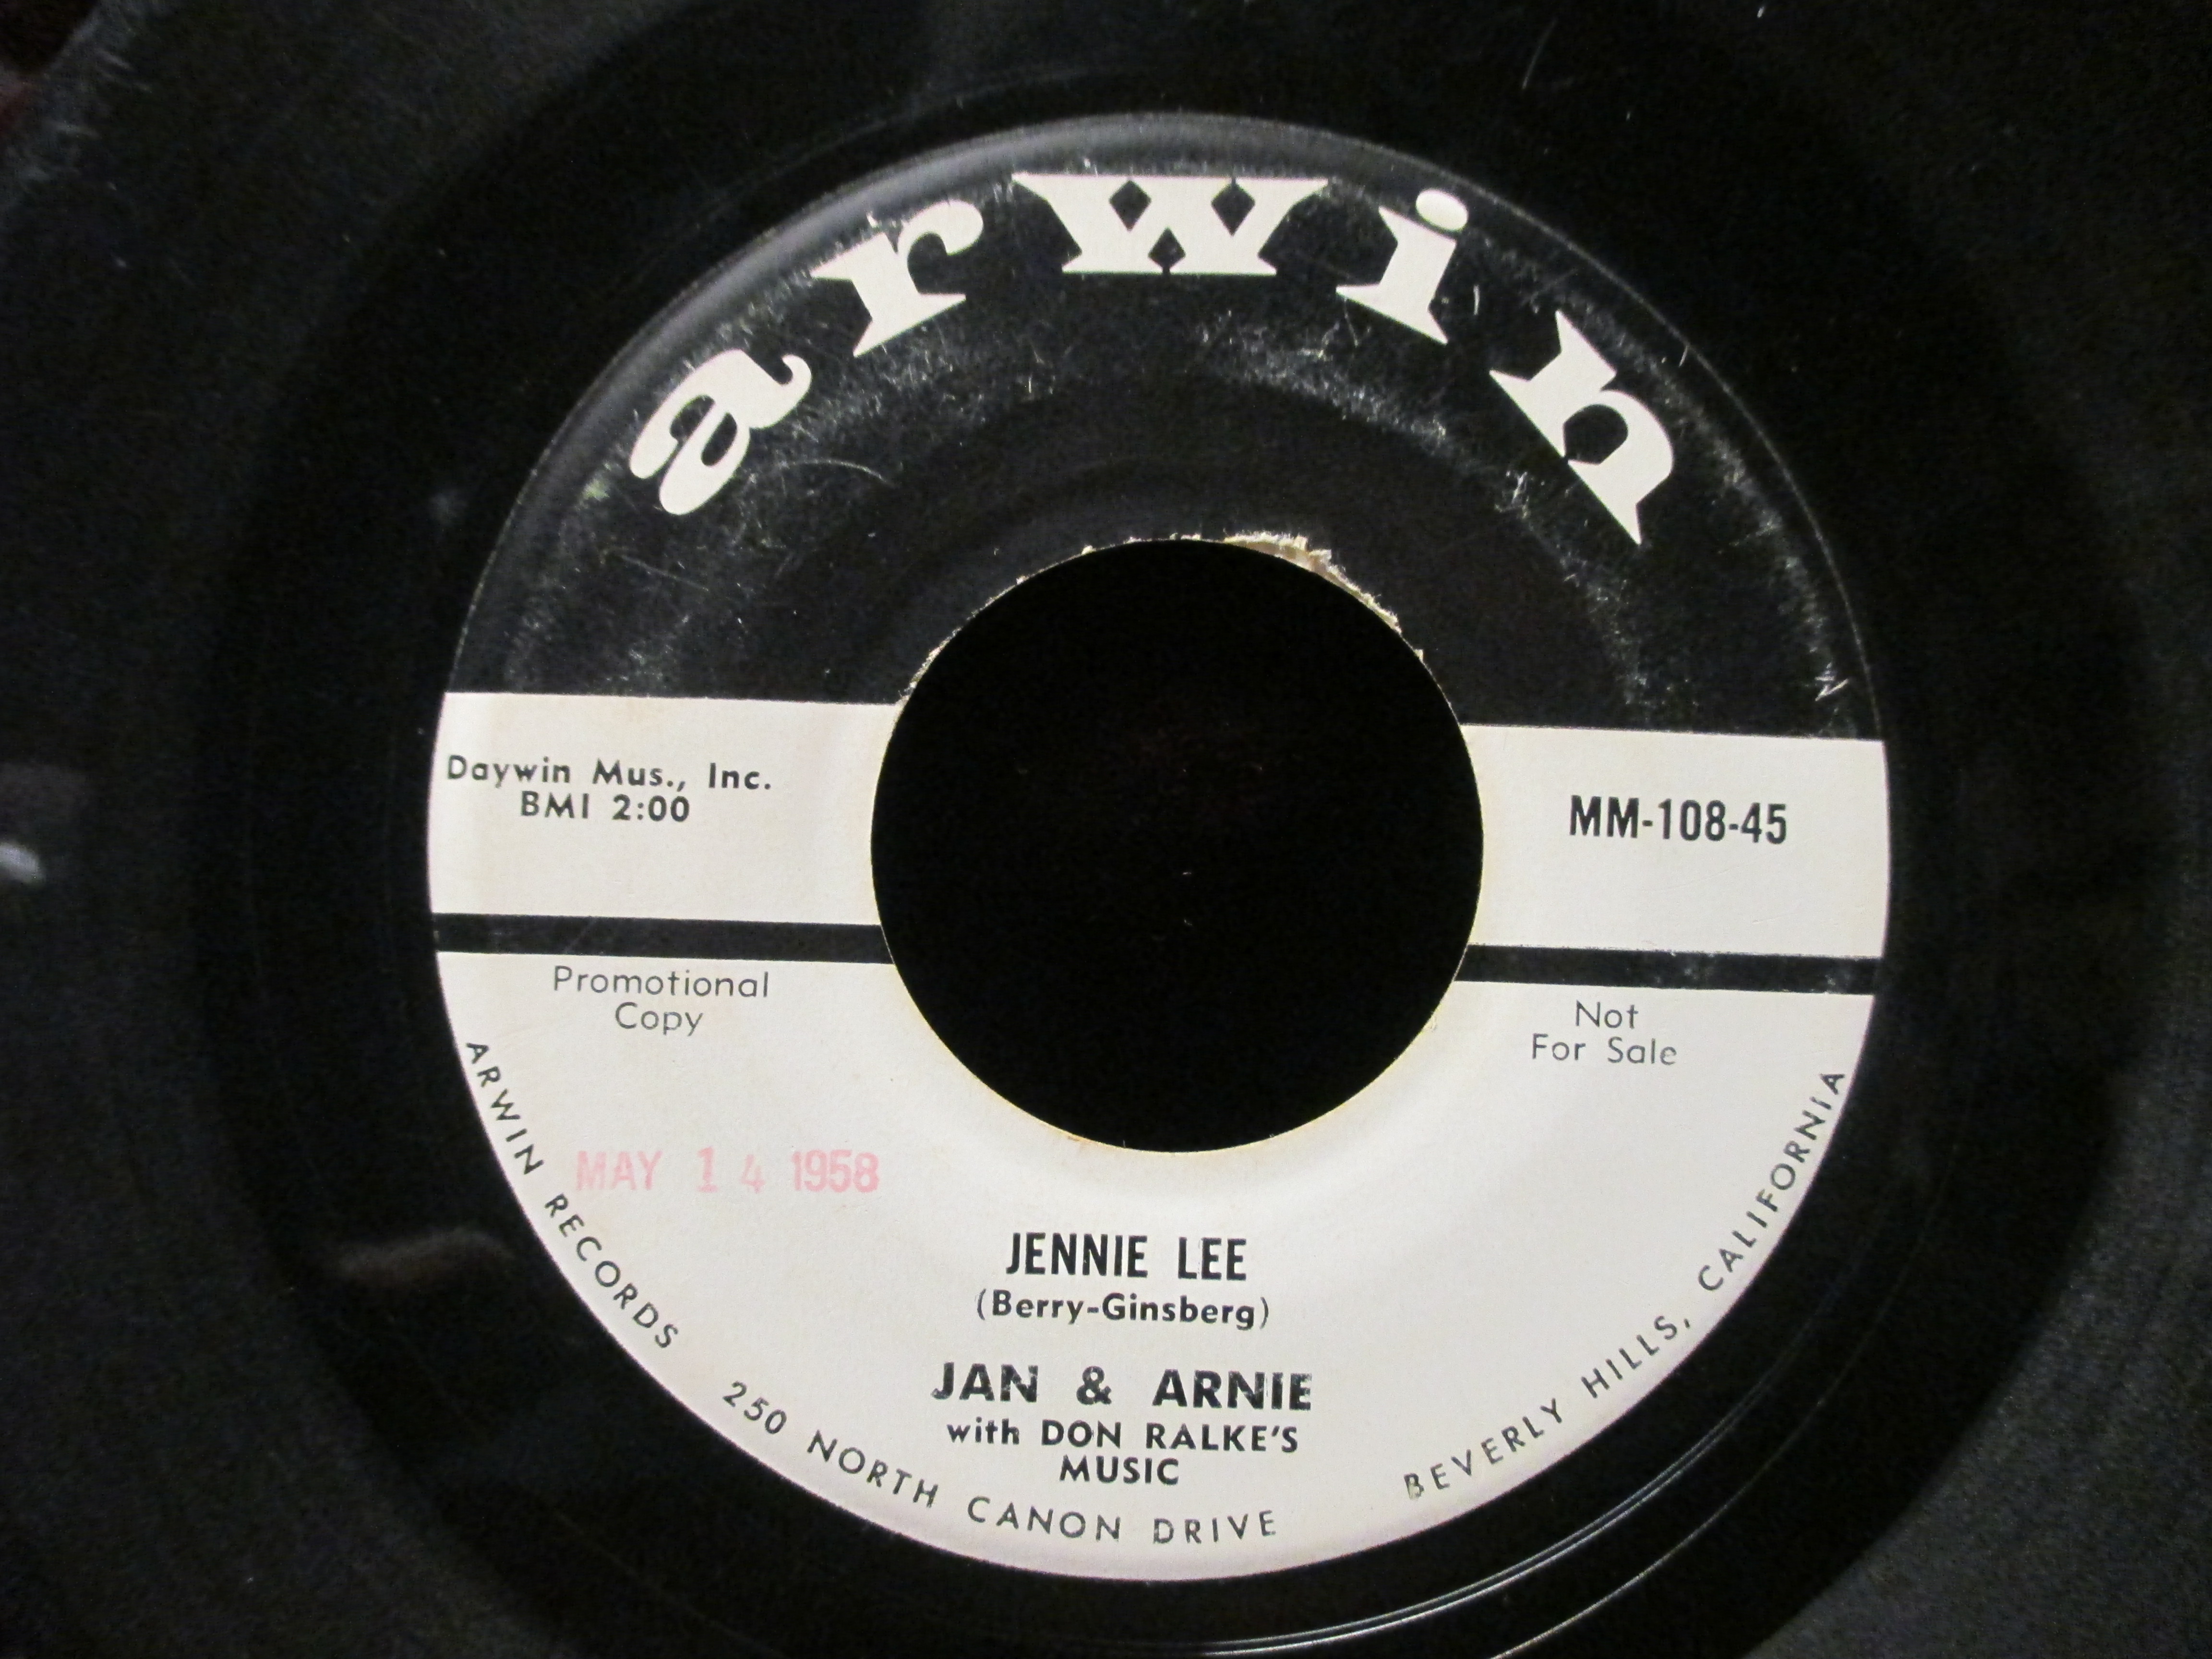 arwin
Daywin Mus., Inc.
BMI 2:00
MM-108-45
Promotional
Copy
Not
For Sale
MAY 14 1958
JENNIE LEE
(Berry-Ginsberg)
JAN & ARNIE
with DON RALKE'S
MUSIC
ARWIN RECORDS 250 NORTH CANON DRIVE BEVERLY HILLS, CALIFORNIA